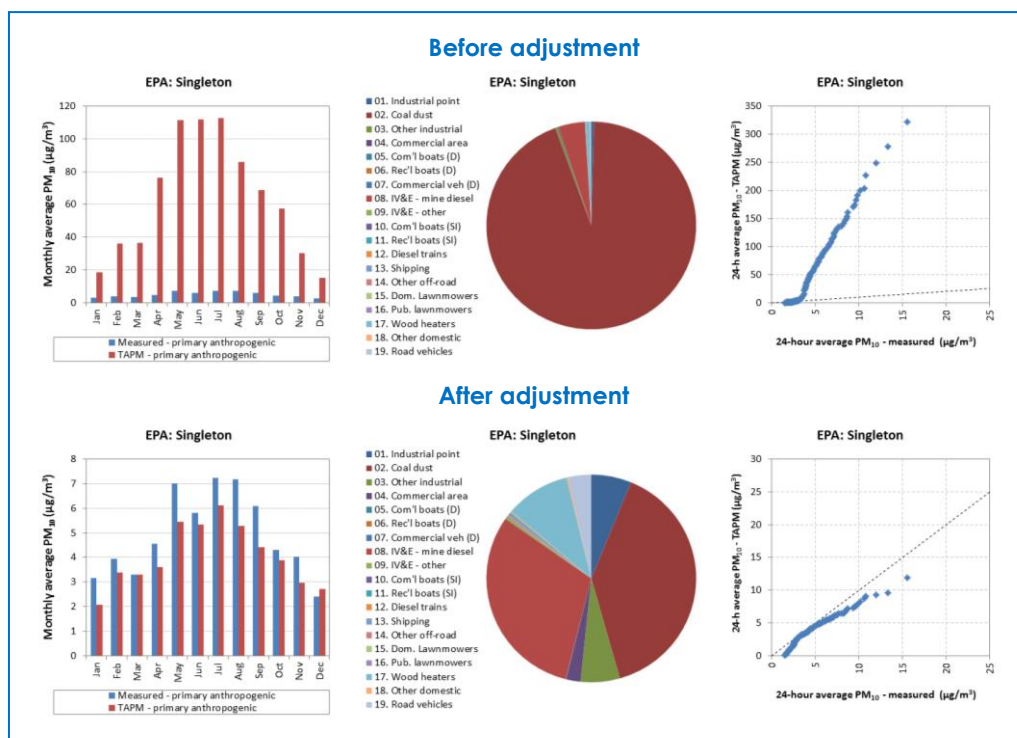 Before adjustment
EPA: Singleton
Monthly average PM₁₀ (µg/m³)
120
100
80
60
40
20
0
Jan
Feb
Mar
Apr
May
Jun
Jul
Aug
Sep
Oct
Nov
Dec
Measured - primary anthropogenic
TAPM - primary anthropogenic
EPA: Singleton
01. Industrial point
02. Coal dust
03. Other industrial
04. Commercial area
05. Com'l boats (D)
06. Rec'l boats (D)
07. Commercial veh (D)
08. IV&E - mine diesel
09. IV&E - other
10. Com'l boats (SI)
11. Rec'l boats (SI)
12. Diesel trains
13. Shipping
14. Other off-road
15. Dom. Lawnmowers
16. Pub. lawnmowers
17. Wood heaters
18. Other domestic
19. Road vehicles
EPA: Singleton
24-h average PM₁₀ - TAPM (µg/m³)
350
300
250
200
150
100
50
0
0
5
10
15
20
25
24-hour average PM₁₀ - measured (µg/m³)
After adjustment
EPA: Singleton
Monthly average PM₁₀ (µg/m³)
8
7
6
5
4
3
2
1
0
Jan
Feb
Mar
Apr
May
Jun
Jul
Aug
Sep
Oct
Nov
Dec
Measured - primary anthropogenic
TAPM - primary anthropogenic
EPA: Singleton
01. Industrial point
02. Coal dust
03. Other industrial
04. Commercial area
05. Com'l boats (D)
06. Rec'l boats (D)
07. Commercial veh (D)
08. IV&E - mine diesel
09. IV&E - other
10. Com'l boats (SI)
11. Rec'l boats (SI)
12. Diesel trains
13. Shipping
14. Other off-road
15. Dom. Lawnmowers
16. Pub. lawnmowers
17. Wood heaters
18. Other domestic
19. Road vehicles
EPA: Singleton
24-h average PM₁₀ - TAPM (µg/m³)
30
25
20
15
10
5
0
0
5
10
15
20
25
24-hour average PM₁₀ - measured (µg/m³)